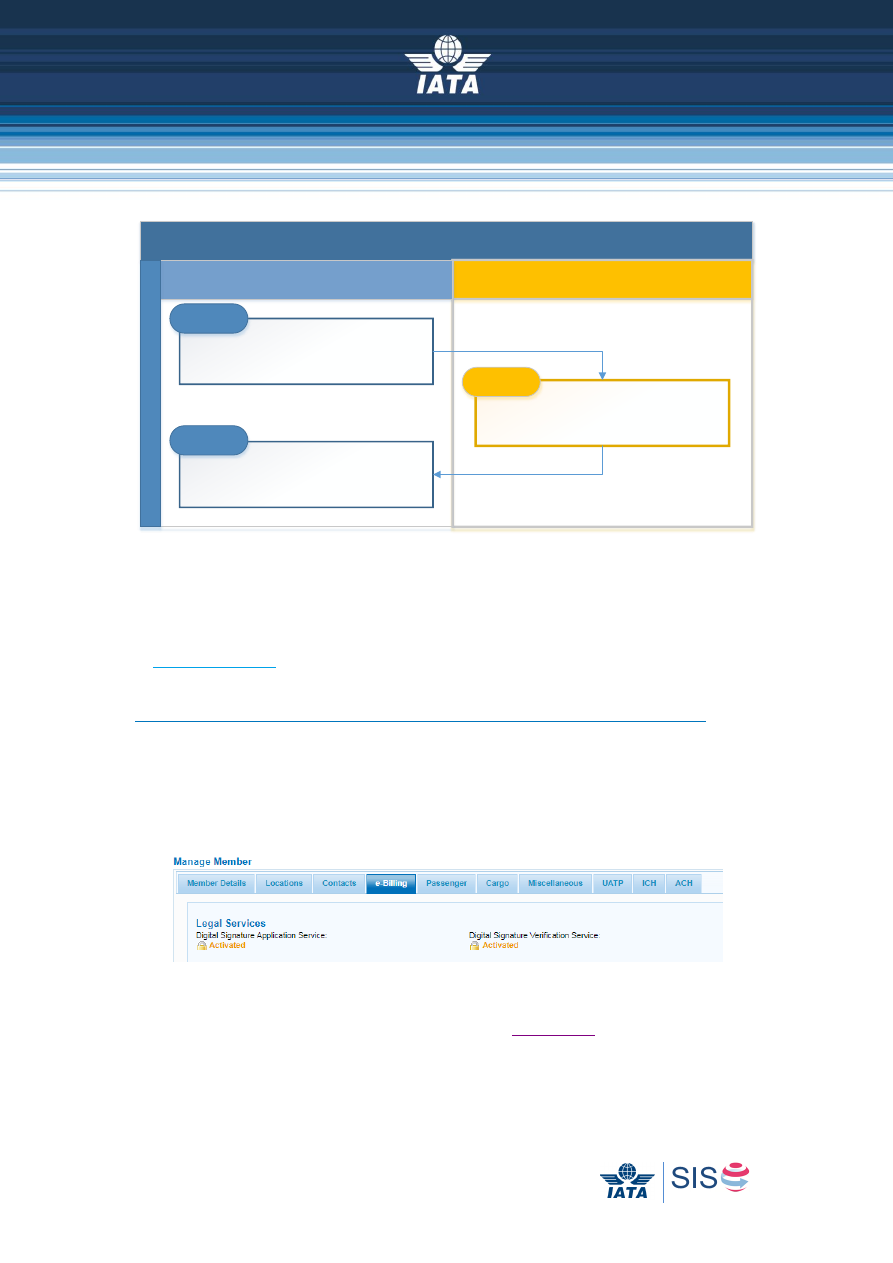 IATA
Manage Member
Member Details Locations Contacts e-Billing Passenger Cargo Miscellaneous UATP ICH ACH
Legal Services
Digital Signature Application Service: Digital Signature Verification Service:
Activated Activated
IATA SIS